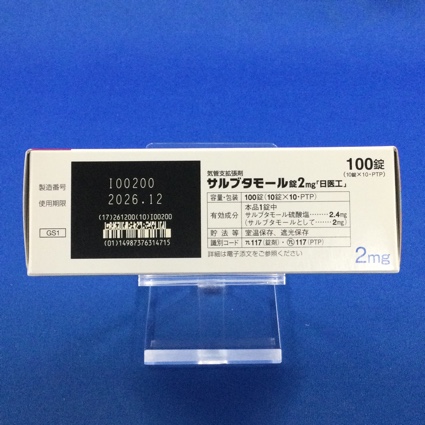 製造番号
使用期限
GS1
I00200
2026.12
(17)261200(10)I00200
(01)14987376314715
気管支拡張剤
サルブタモール錠2mg「日医工」
100錠
(10錠×10・PTP)
容量・包装 100錠(10錠×10・PTP)
有効成分 本品1錠中
サルブタモール硫酸塩……2.4mg
(サルブタモールとして……2mg)
貯法等 室温保存、遮光保存
識別コード 117(錠剤)・117(PTP)
詳細は電子添文をご参照ください
2mg